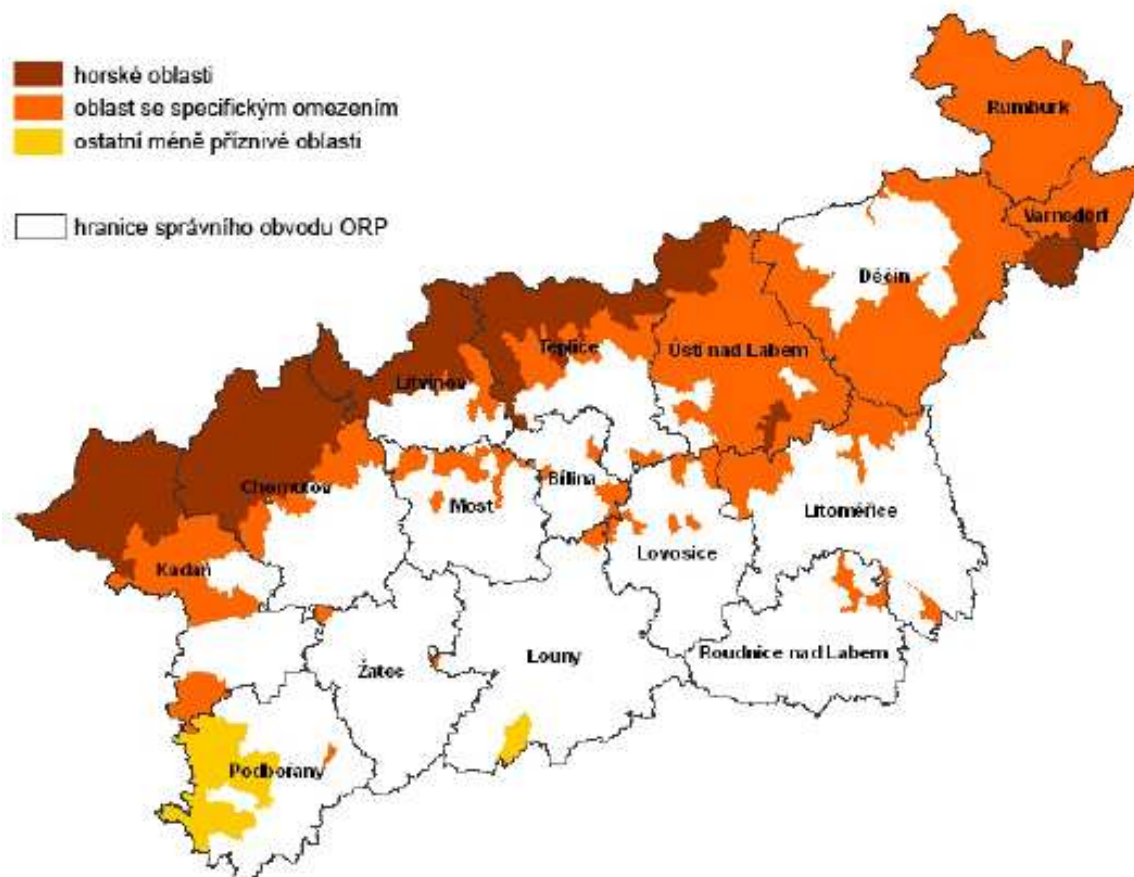 horské oblasti
oblast se specifickým omezením
ostatní méně příznivé oblasti
hranice správního obvodu ORP
Rumburk
Varnsdorf
Děčín
Teplice
Ústí nad Labem
Litvínov
Chomutov
Bílina
Most
Litoměřice
Lovosice
Kadaň
Louny
Roudnice nad Labem
Žatec
Podbořany